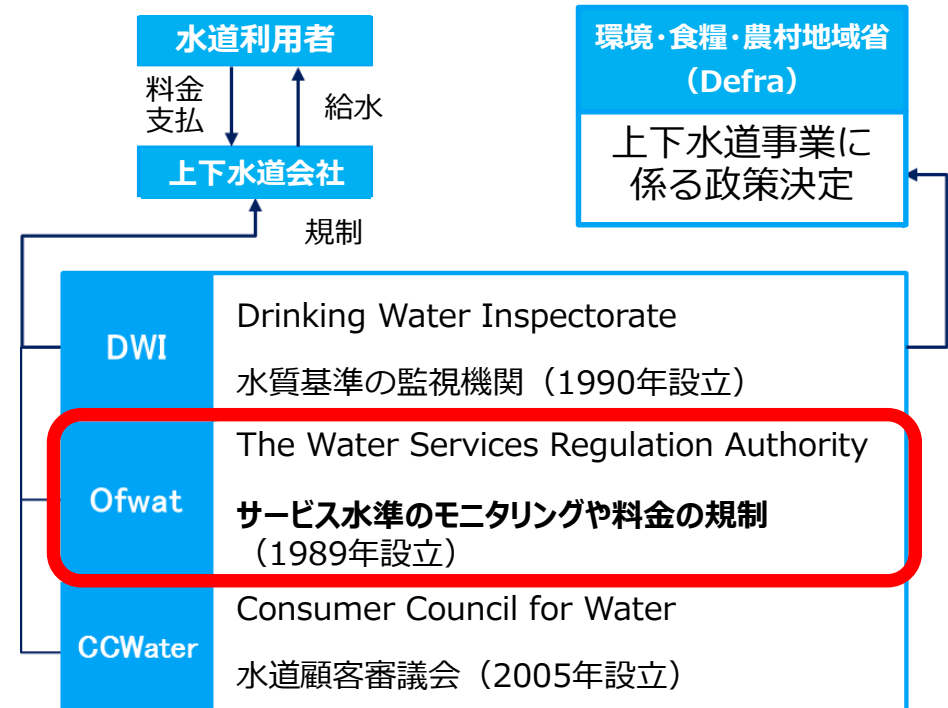 水道利用者
料金
支払
給水
上下水道会社
規制
環境・食糧・農村地域省
（Defra）
上下水道事業に
係る政策決定
DWI
Drinking Water Inspectorate
水質基準の監視機関（1990年設立）
Ofwat
The Water Services Regulation Authority
サービス水準のモニタリングや料金の規制
（1989年設立）
CCWater
Consumer Council for Water
水道顧客審議会（2005年設立）